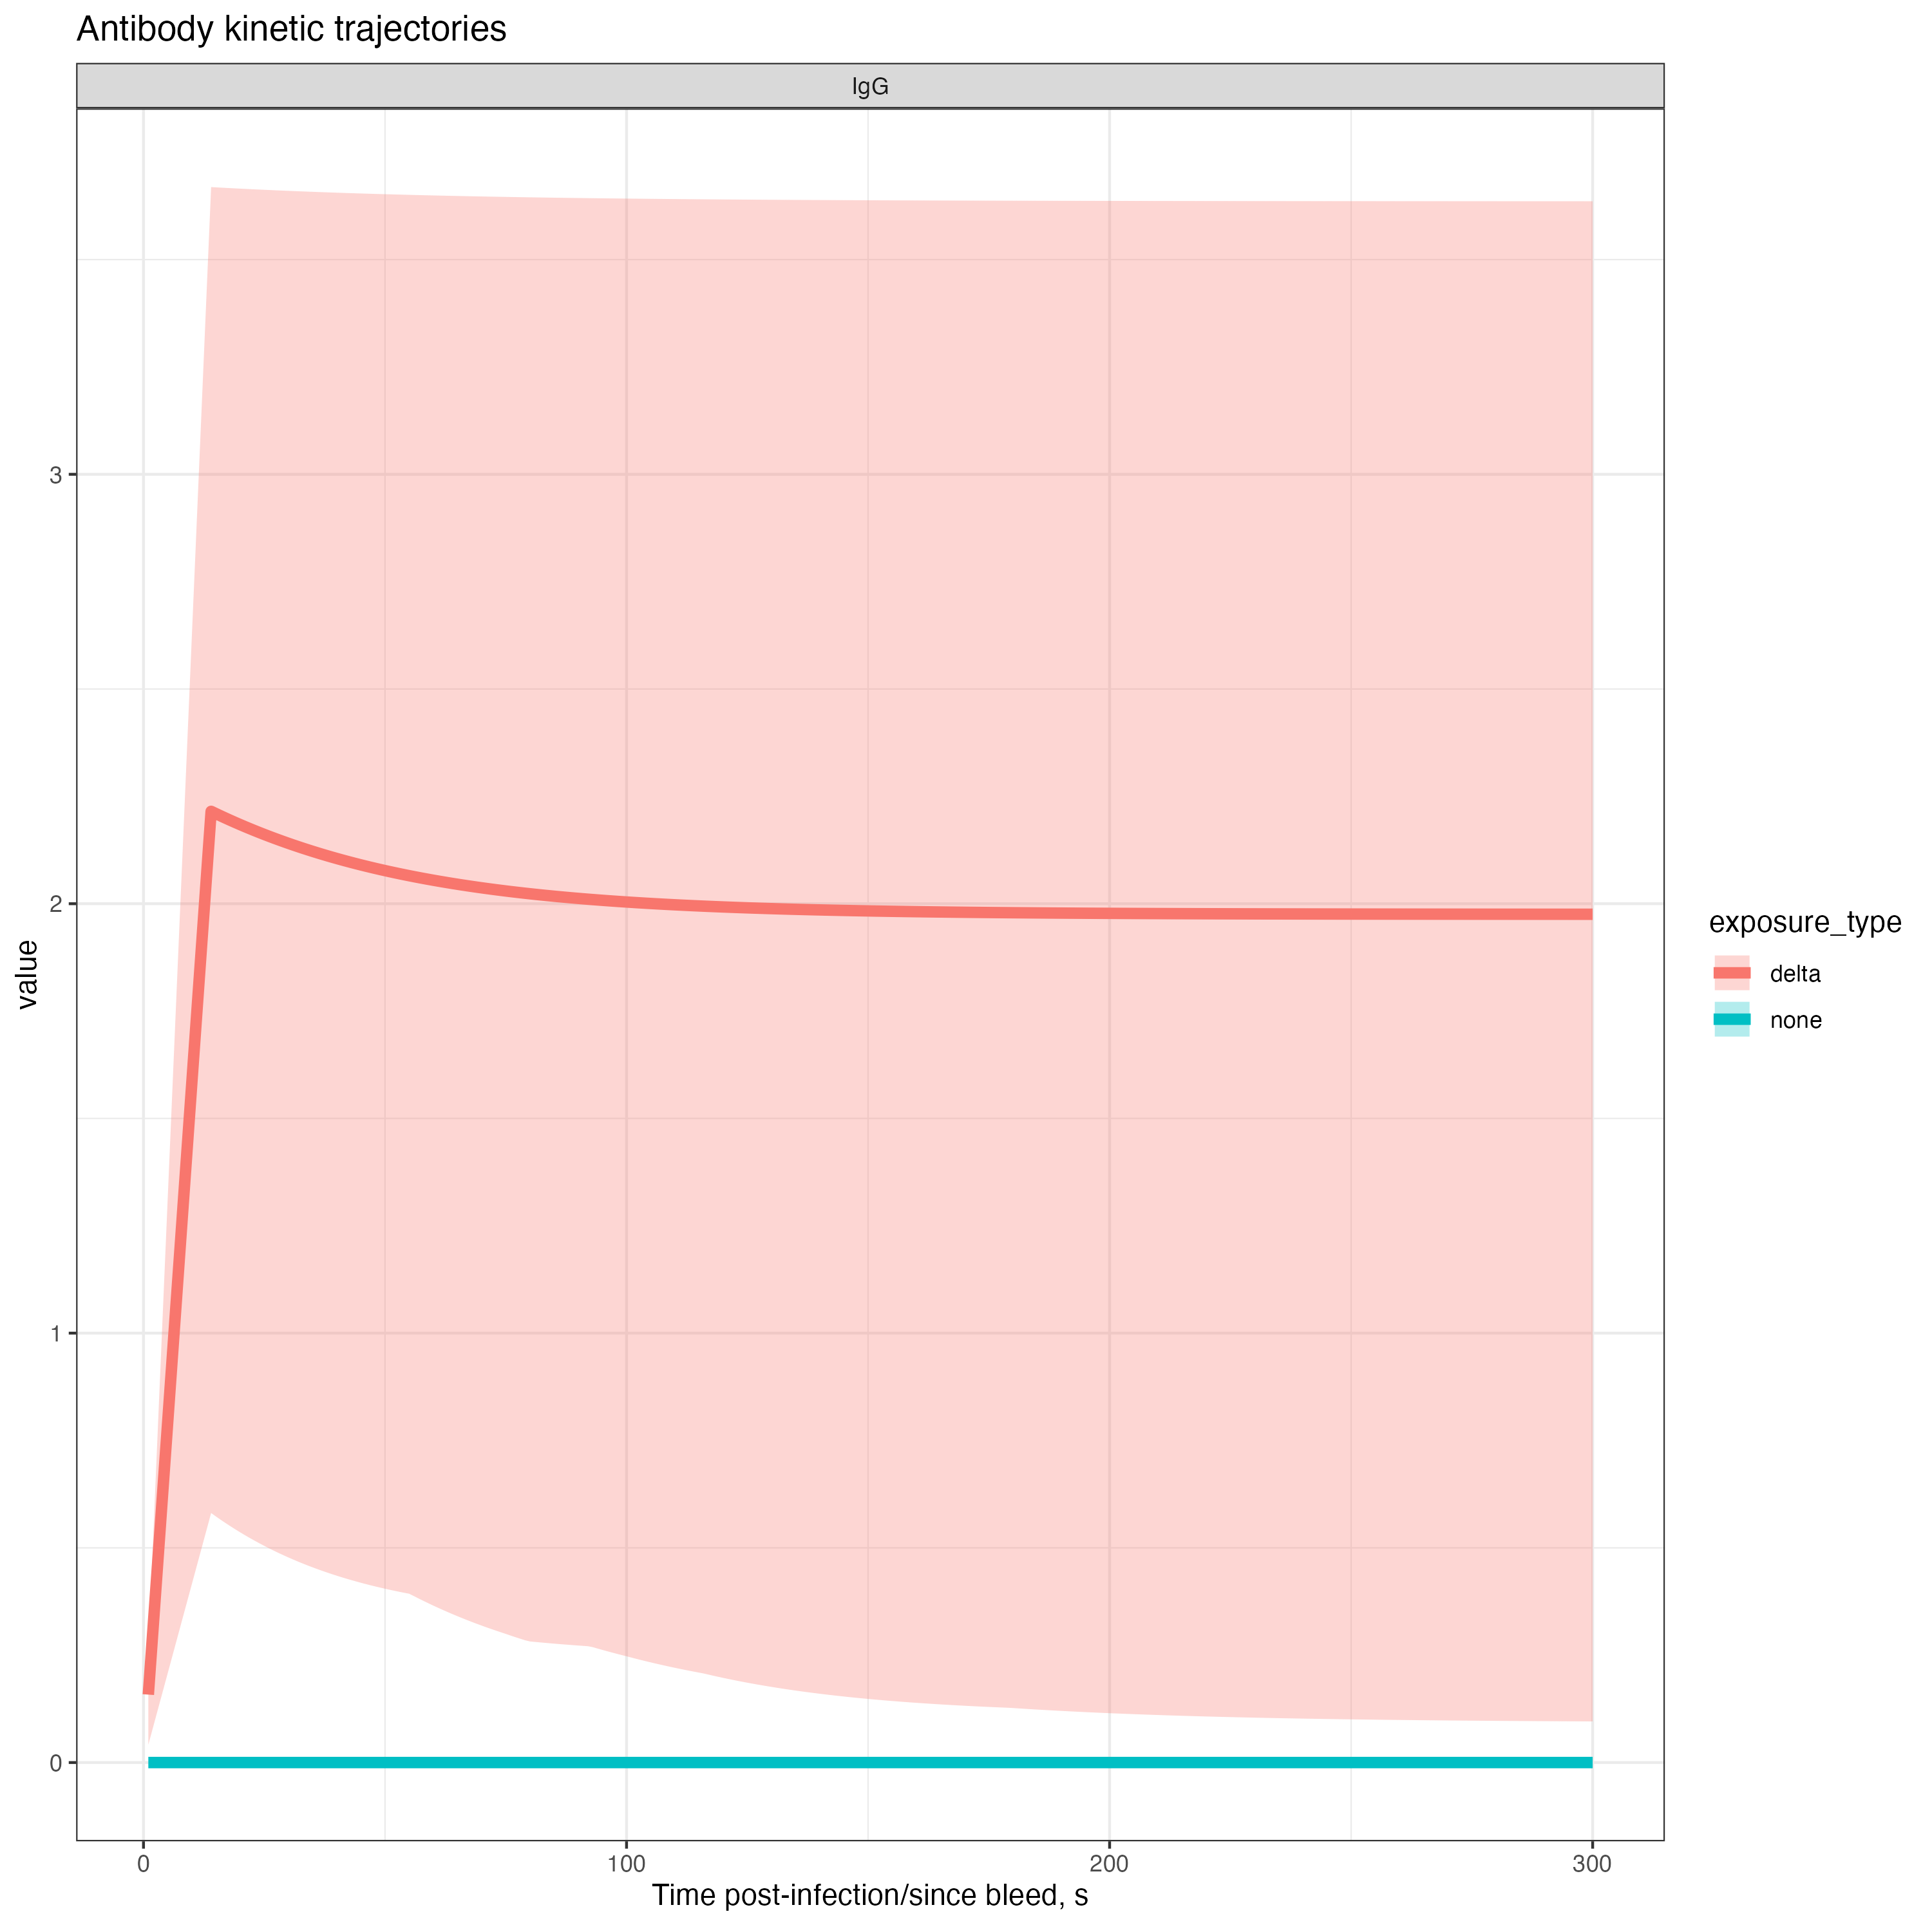 Antibody kinetic trajectories
IgG
3
2
1
0
value
0 100 200 300
Time post-infection/since bleed, s
exposure_type
delta
none